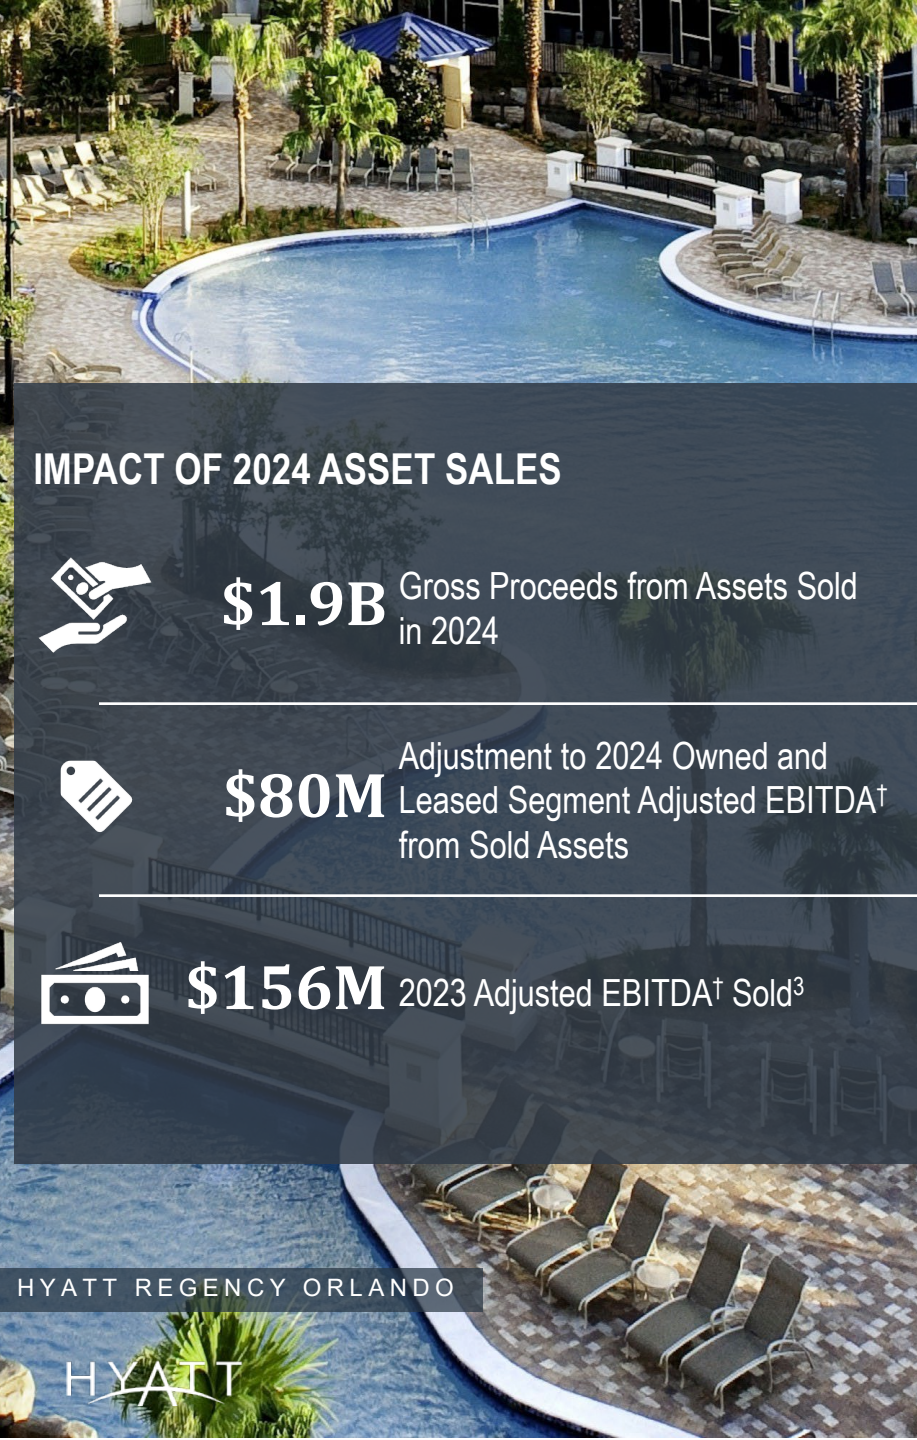 IMPACT OF 2024 ASSET SALES
$1.9B Gross Proceeds from Assets Sold
in 2024
Adjustment to 2024 Owned and
$80M Leased Segment Adjusted EBITDA†
from Sold Assets
$156M 2023 Adjusted EBITDA† Sold³
HYATT REGENCY ORLANDO
HYATT